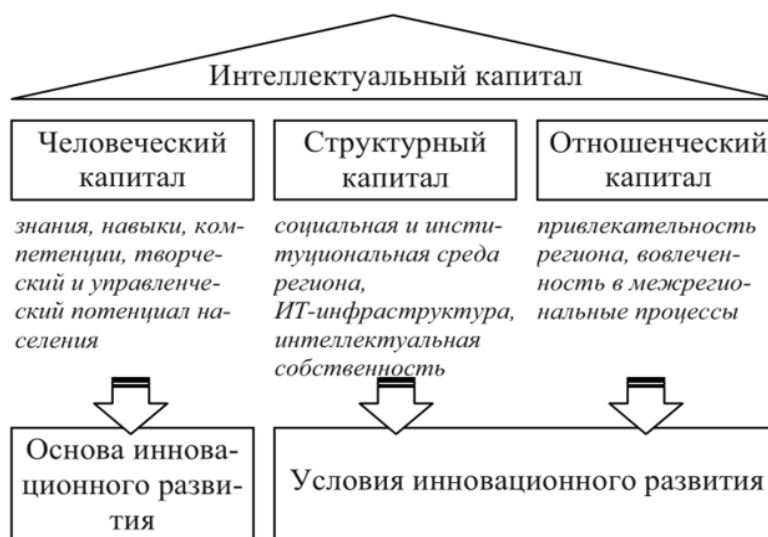 Интеллектуальный капитал
Человеческий
капитал
Структурный
капитал
Отношенческий
капитал
знания, навыки, ком-
петенции, творче-
ский и управленче-
ский потенциал на-
селения
социальная и инсти-
туциональная среда
региона,
ИТ-инфраструктура,
интеллектуальная
собственность
привлекательность
региона, вовлечен-
ность в межрегио-
нальные процессы
Основа иннова-
ционного разви-
тия
Условия инновационного развития